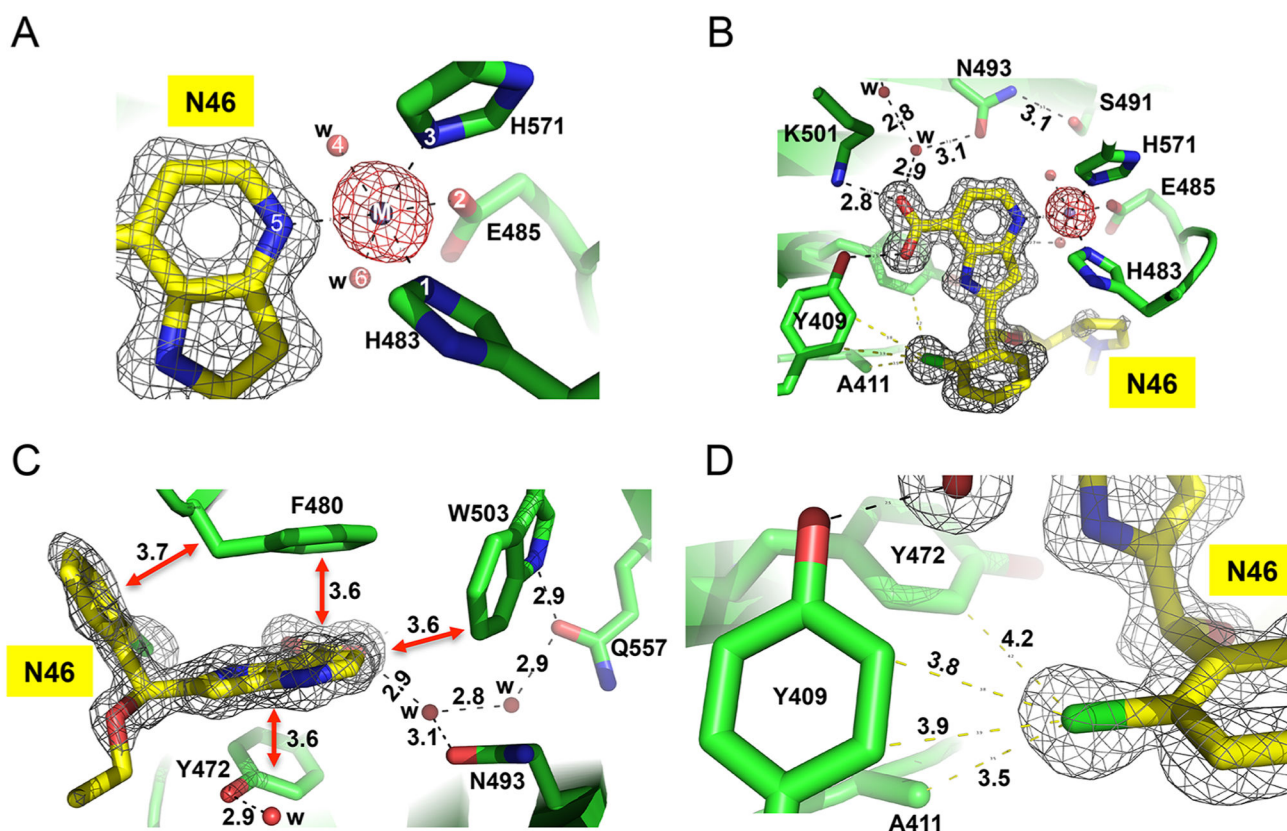 A
N46
H571
w
4
3
5
M
2
E485
w
6
1
H483
B
N493
w
S491
2.8
3.1
K501
w
H571
3.1
2.9
E485
2.8
H483
Y409
A411
N46
C
F480
W503
3.7
3.6
2.9
3.6
Q557
N46
2.9
2.9
2.8
w
w
3.6
3.1
Y472
N493
2.9
w
D
Y472
N46
4.2
3.8
Y409
3.9
3.5
A411